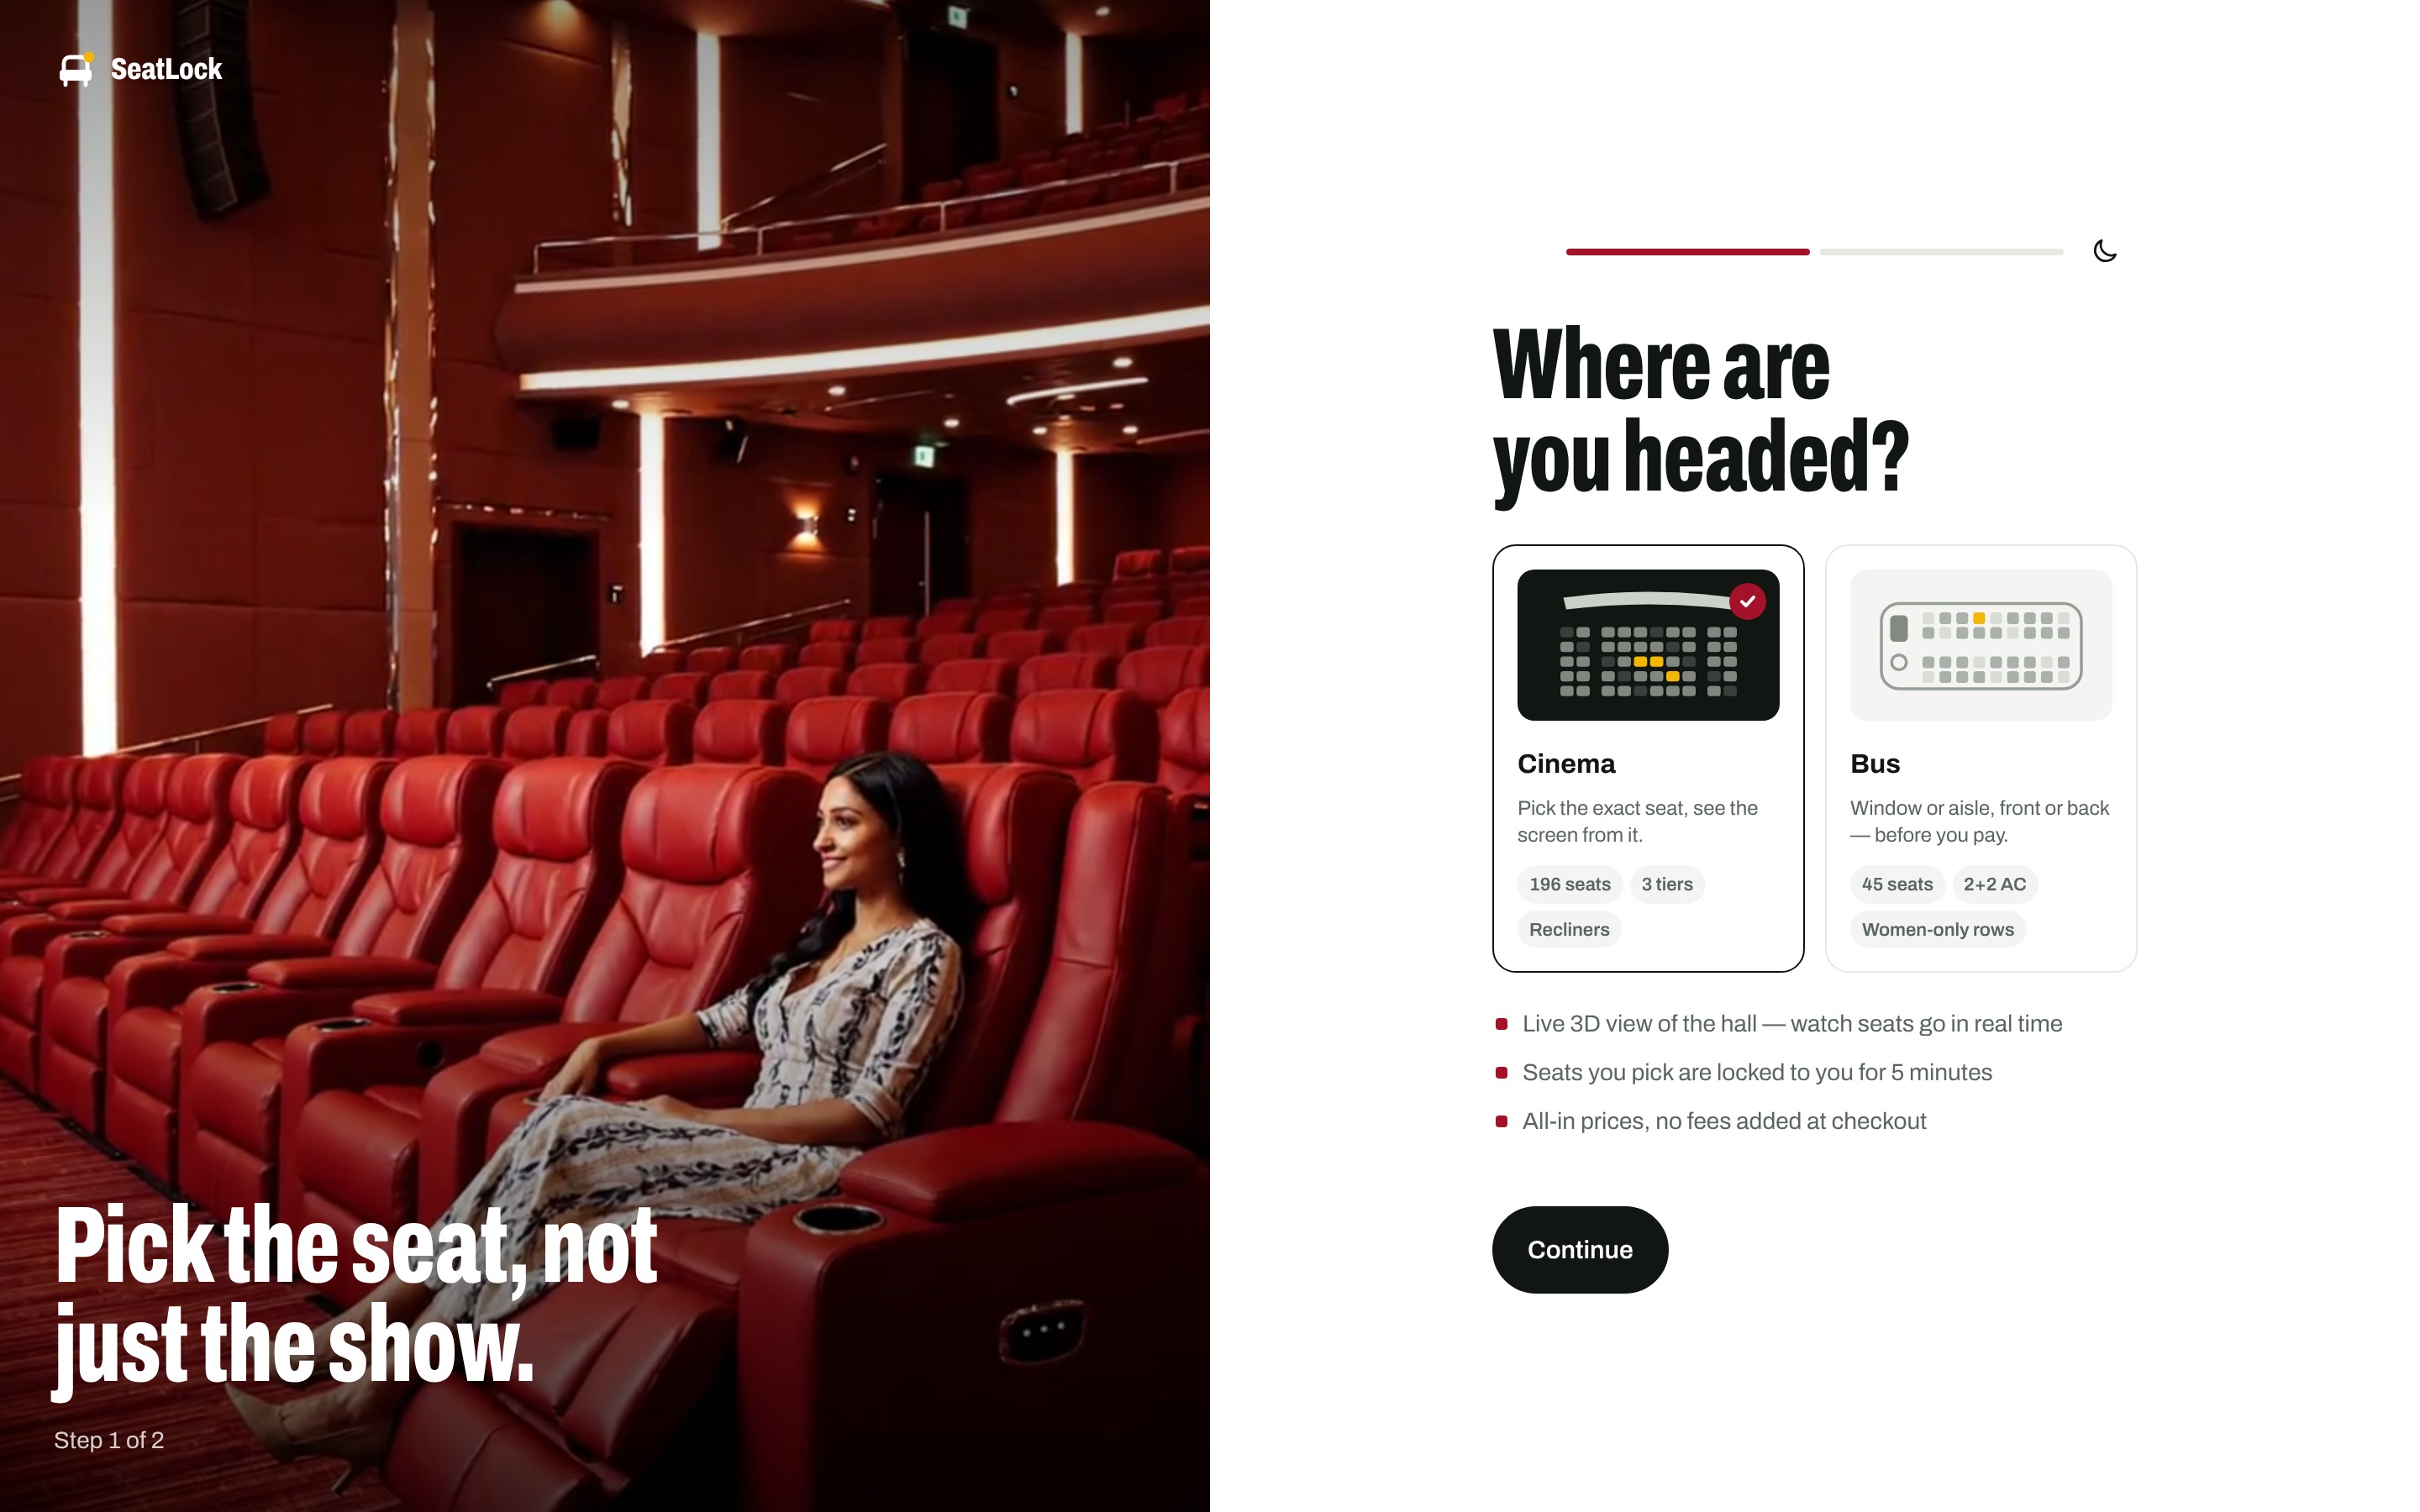 SeatLock
Pick the seat, not
just the show.
Step 1 of 2
Where are
you headed?
Cinema
Pick the exact seat, see the
screen from it.
196 seats
3 tiers
Recliners
Bus
Window or aisle, front or back
— before you pay.
45 seats
2+2 AC
Women-only rows
Live 3D view of the hall — watch seats go in real time
Seats you pick are locked to you for 5 minutes
All-in prices, no fees added at checkout
Continue